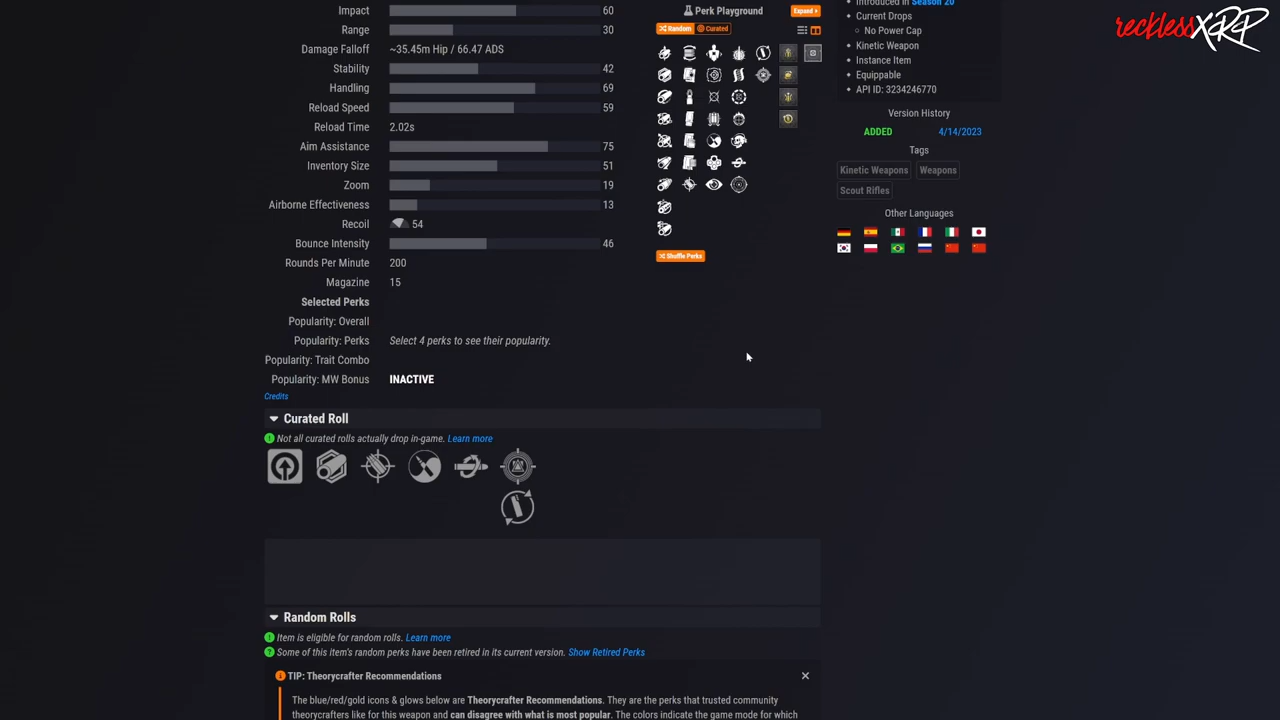 Impact 60
Range 30
Damage Falloff ~35.45m Hip / 66.47 ADS
Stability 42
Handling 69
Reload Speed 59
Reload Time 2.02s
Aim Assistance 75
Inventory Size 51
Zoom 19
Airborne Effectiveness 13
Recoil 54
Bounce Intensity 46
Rounds Per Minute 200
Magazine 15
Selected Perks
Popularity: Overall
Popularity: Perks Select 4 perks to see their popularity.
Popularity: Trait Combo
Popularity: MW Bonus INACTIVE
Credits
Curated Roll
Not all curated rolls actually drop in-game. Learn more
Random Rolls
Item is eligible for random rolls. Learn more
Some of this item's random perks have been retired in its current version. Show Retired Perks
TIP: Theorycrafter Recommendations
The blue/red/gold icons & glows below are Theorycrafter Recommendations. They are the perks that trusted community
theorycrafters like for this weapon and can disagree with what is most popular. The colors indicate the game mode for which
Perk Playground Expand
Random Curated
Shuffle Perks
Introduced in Season 20
Current Drops
No Power Cap
Kinetic Weapon
Instance Item
Equippable
API ID: 3234246770
Version History
ADDED 4/14/2023
Tags
Kinetic Weapons Weapons
Scout Rifles
Other Languages
recklessXRP